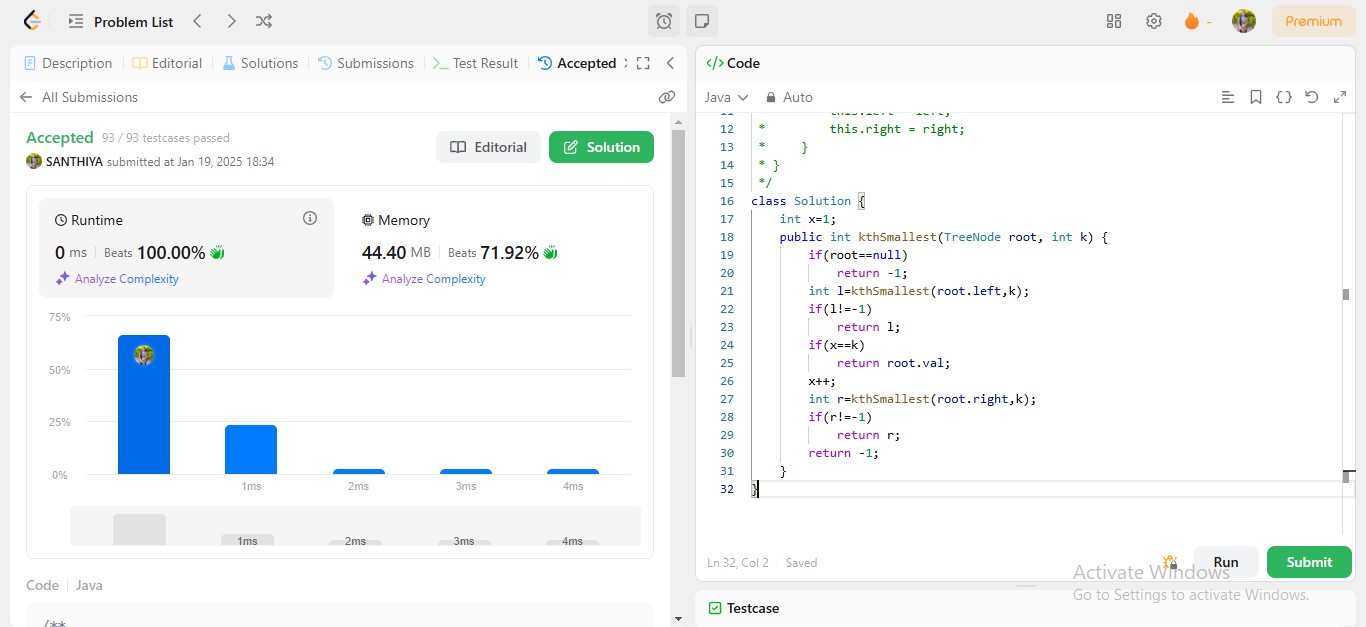 Problem List
-
Premium
Description
Editorial
Solutions
Submissions
Test Result
Accepted
All Submissions
Accepted 93 / 93 testcases passed
SANTHIYA submitted at Jan 19, 2025 18:34
Editorial
Solution
Runtime
0 ms Beats 100.00%
Analyze Complexity
Memory
44.40 MB Beats 71.92%
Analyze Complexity
75%
50%
25%
0%
1ms 2ms 3ms 4ms
1ms 2ms 3ms 4ms
Code Java
/**
</> Code
Java Auto
12 * this.right = right;
13 * }
14 * }
15 */
16 class Solution {
17 int x=1;
18 public int kthSmallest(TreeNode root, int k) {
19 if(root==null)
20 return -1;
21 int l=kthSmallest(root.left,k);
22 if(l!=-1)
23 return l;
24 if(x==k)
25 return root.val;
26 x++;
27 int r=kthSmallest(root.right,k);
28 if(r!=-1)
29 return r;
30 return -1;
31 }
32 }
Ln 32, Col 2 Saved
Run
Submit
Activate Windows
Go to Settings to activate Windows.
Testcase